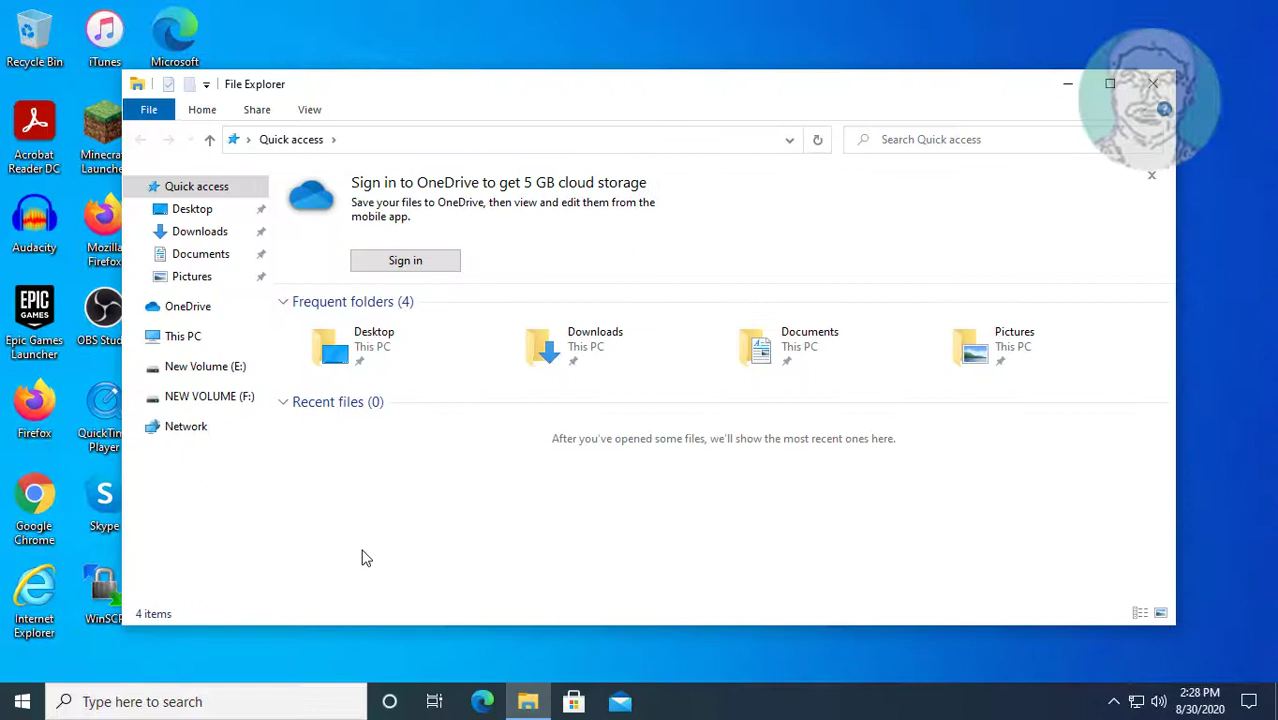 Recycle Bin
iTunes
Microsoft
File Explorer
File
Home
Share
View
Quick access
Search Quick access
Acrobat
Reader DC
Minecra
Launche
Audacity
Mozilla
Firefox
EPIC
GAMES
Epic Games
Launcher
OBS Stud
Firefox
QuickTim
Player
Google
Chrome
S
Skype
Internet
Explorer
WinSCP
Quick access
Desktop
Downloads
Documents
Pictures
OneDrive
This PC
New Volume (E:)
NEW VOLUME (F:)
Network
Sign in to OneDrive to get 5 GB cloud storage
Save your files to OneDrive, then view and edit them from the
mobile app.
Sign in
Frequent folders (4)
Desktop
This PC
Downloads
This PC
Documents
This PC
Pictures
This PC
Recent files (0)
After you've opened some files, we'll show the most recent ones here.
4 items
Type here to search
2:28 PM
8/30/2020